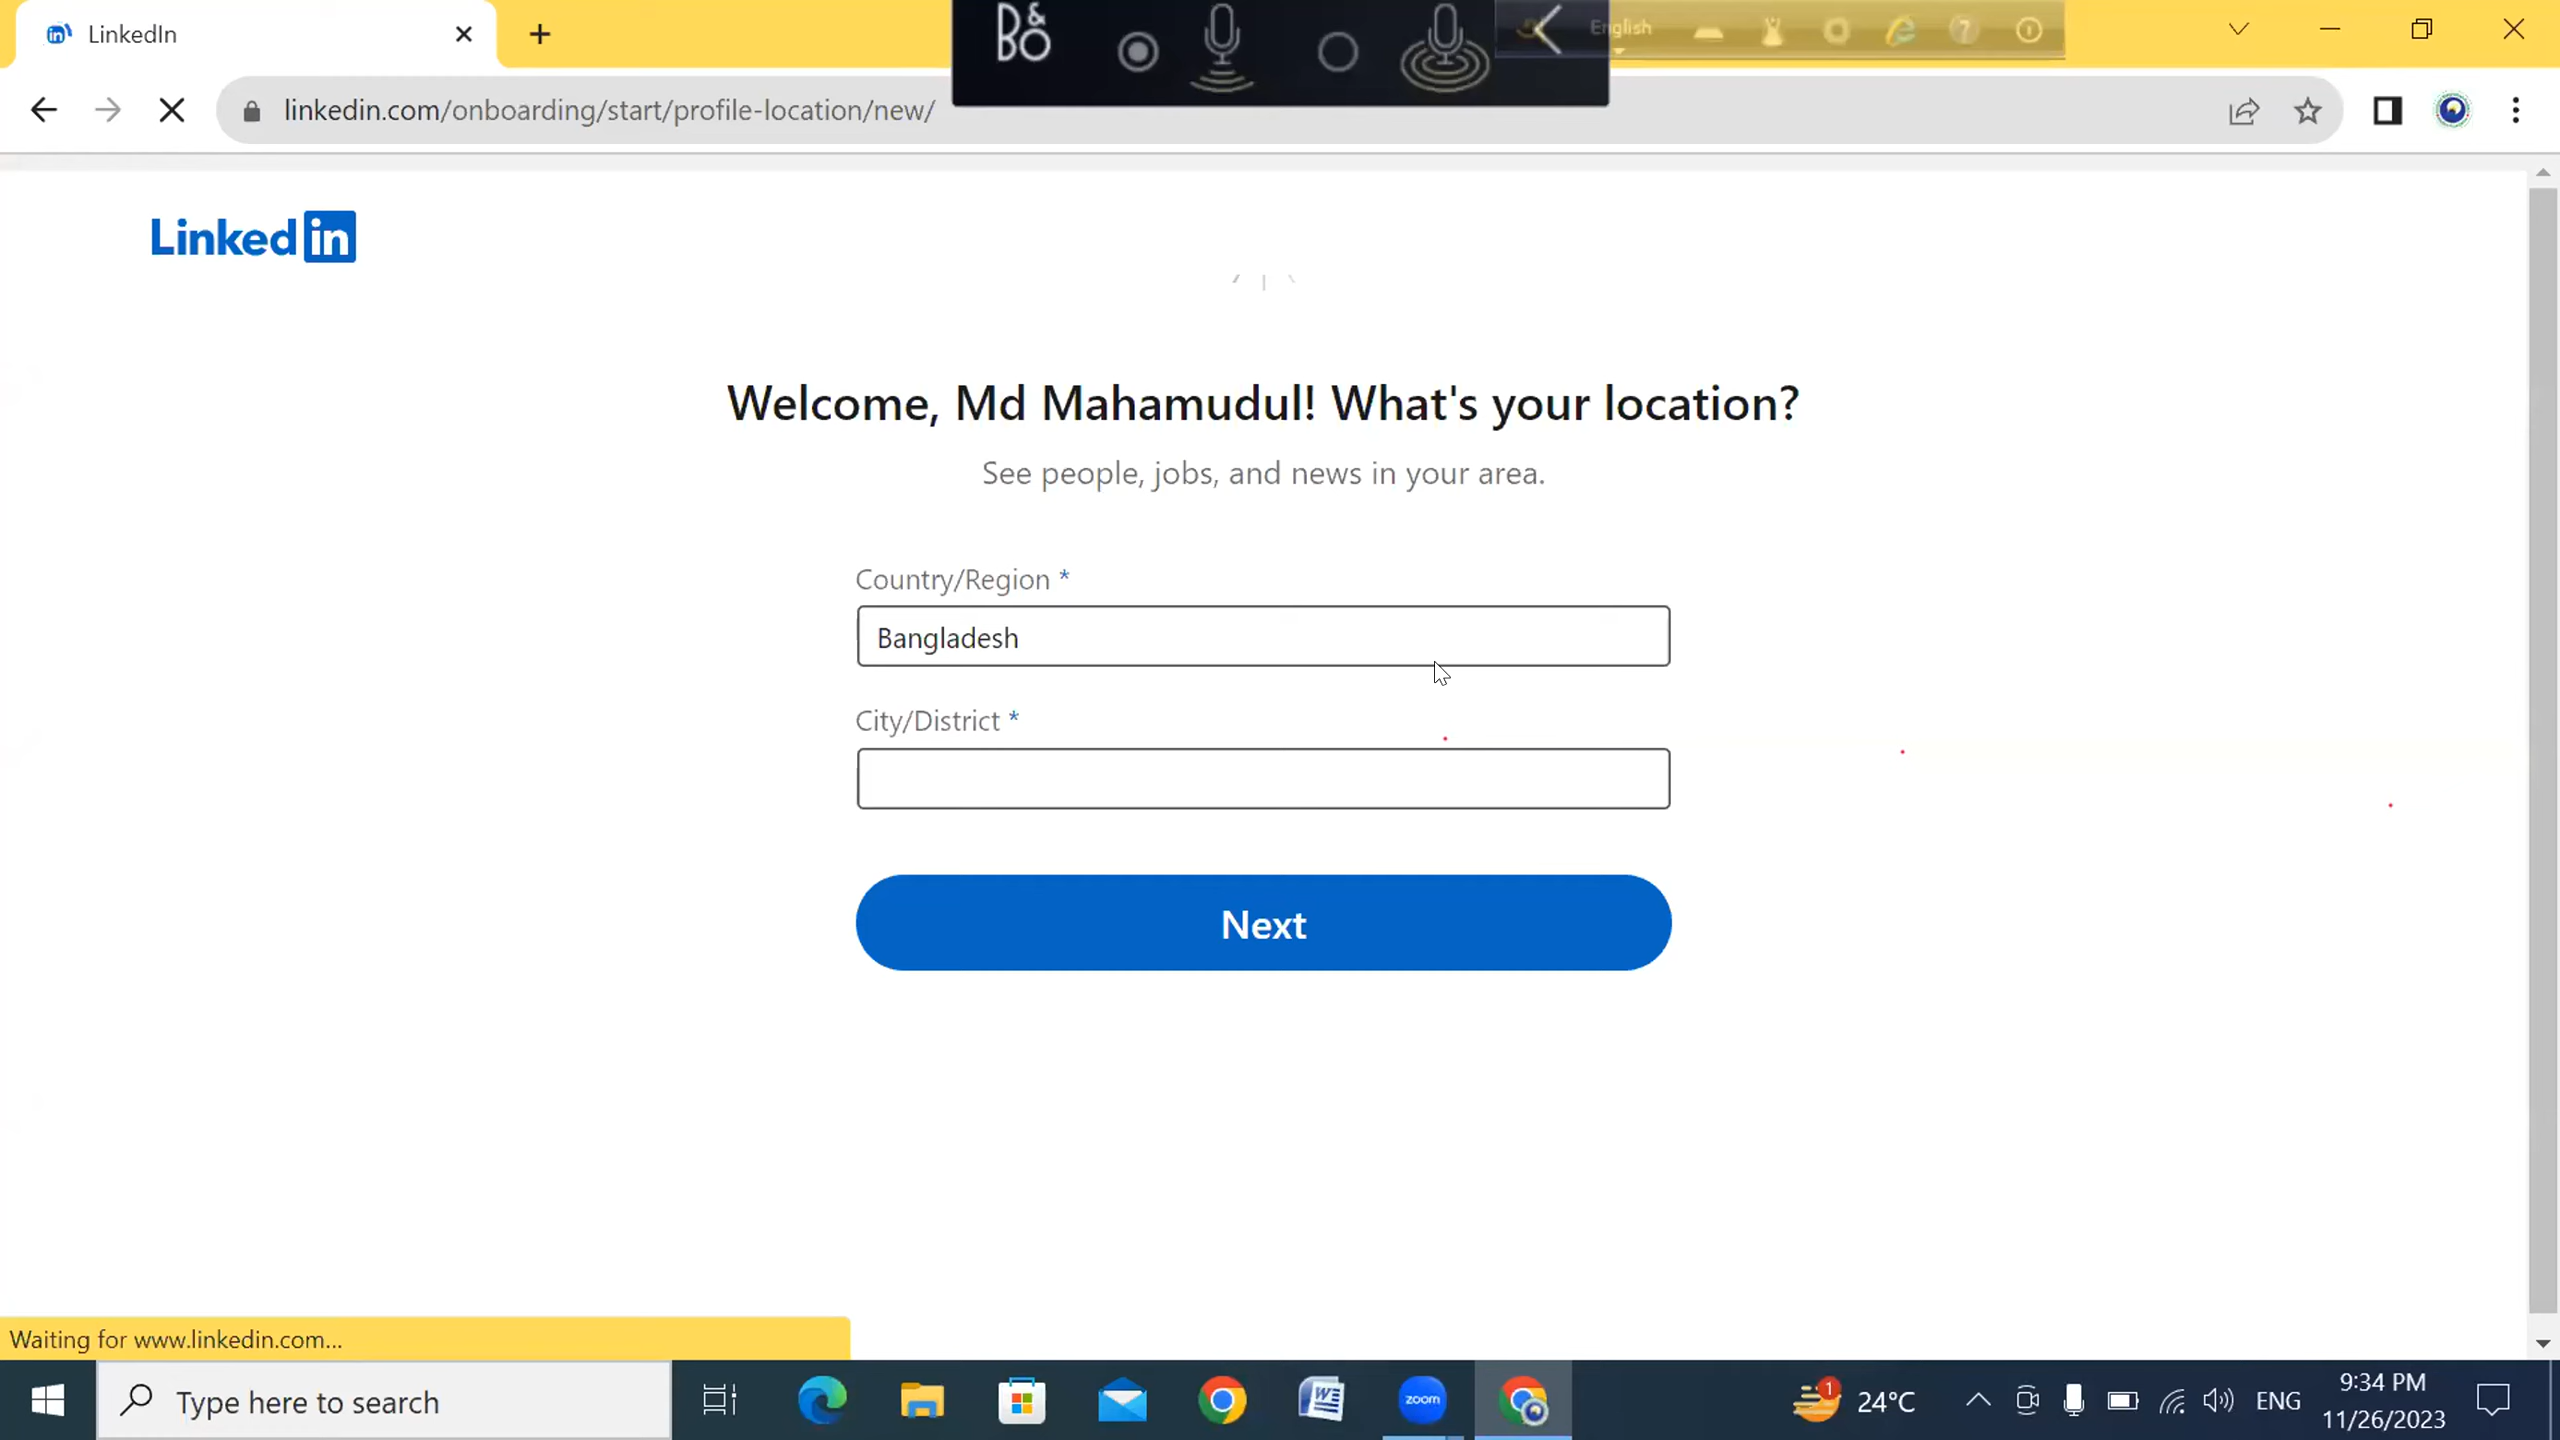 LinkedIn
B&O
English
linkedin.com/onboarding/start/profile-location/new/
Linked in
Welcome, Md Mahamudul! What's your location?
See people, jobs, and news in your area.
Country/Region *
Bangladesh
City/District *
Next
Waiting for www.linkedin.com...
Type here to search
zoom
1
24°C
ENG
9:34 PM
11/26/2023